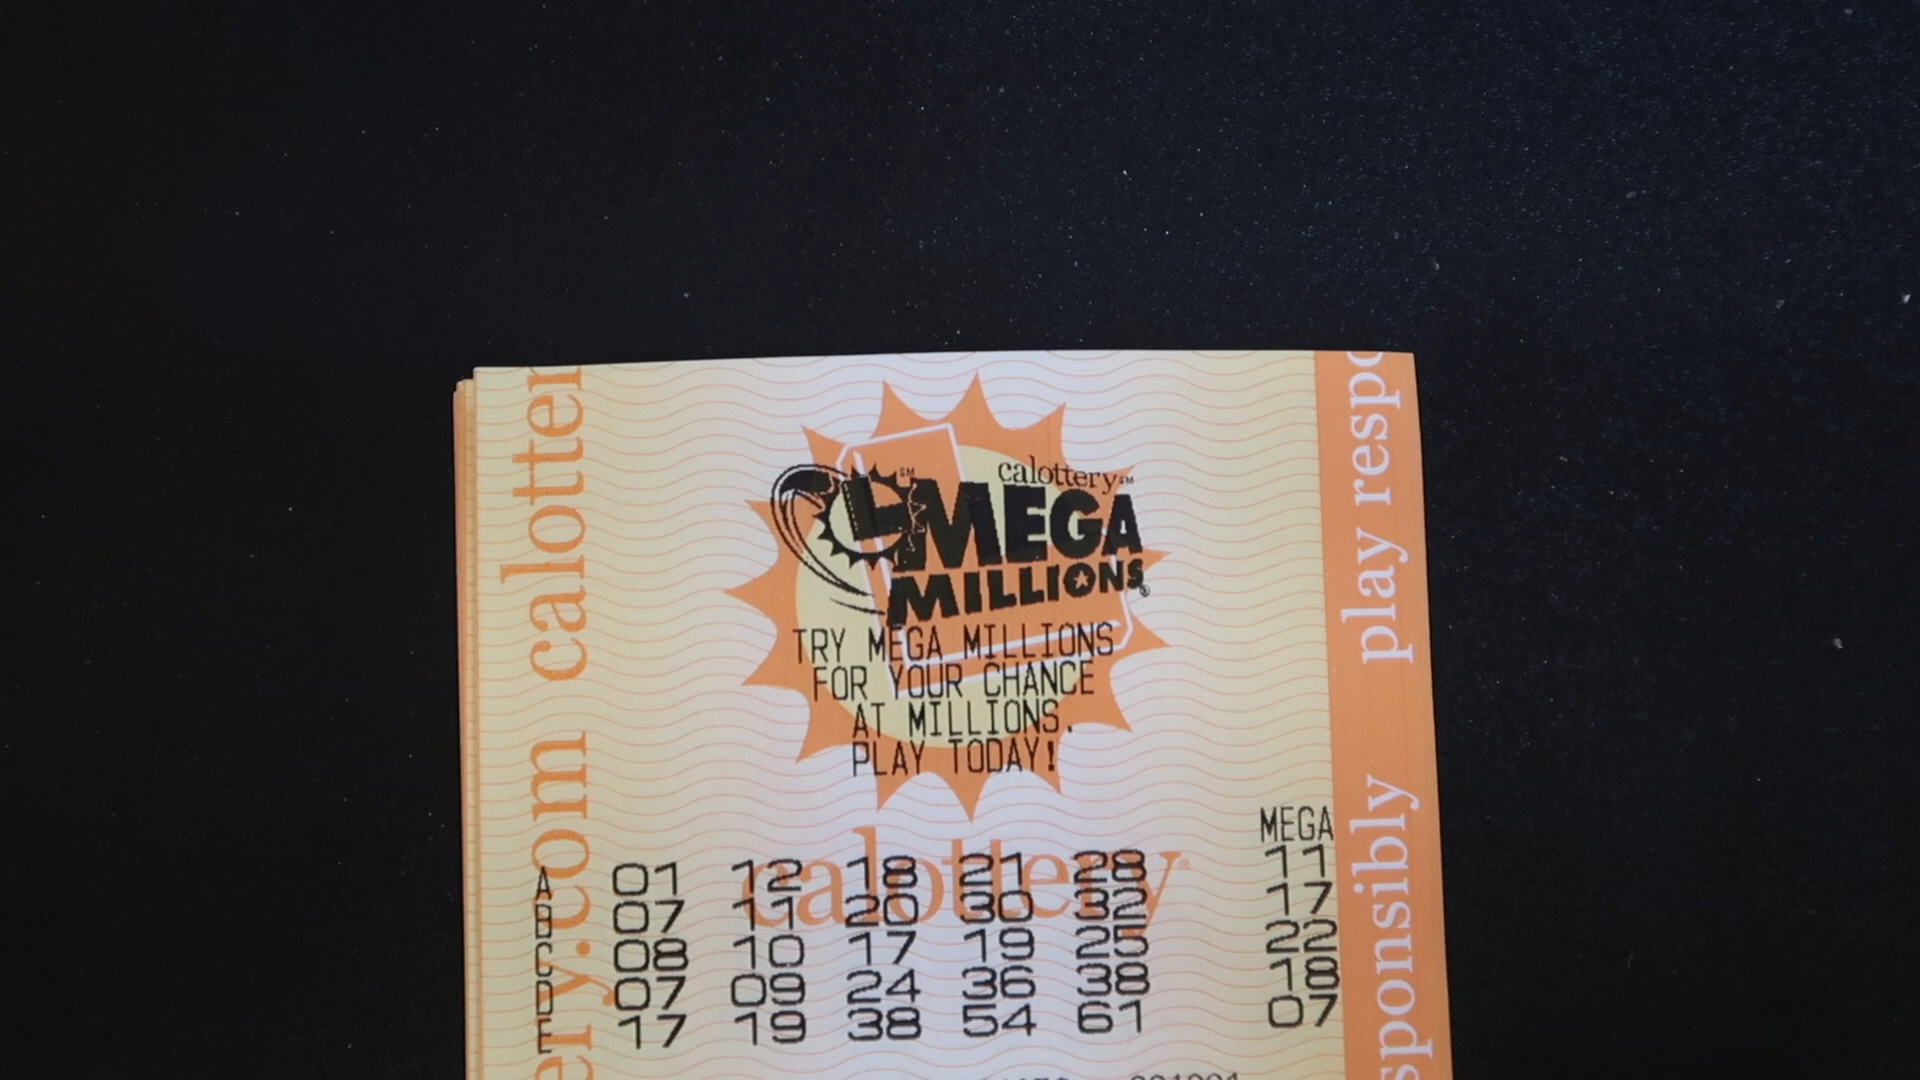 calottery℠
MEGA
MILLIONS®
TRY MEGA MILLIONS
FOR YOUR CHANCE
AT MILLIONS.
PLAY TODAY!
calottery®
MEGA
A 01 12 18 21 28 11
B 07 11 20 30 32 17
C 08 10 17 19 25 22
D 07 09 24 36 38 18
E 17 19 38 54 61 07
ery.com calotter
play respo
sponsibly